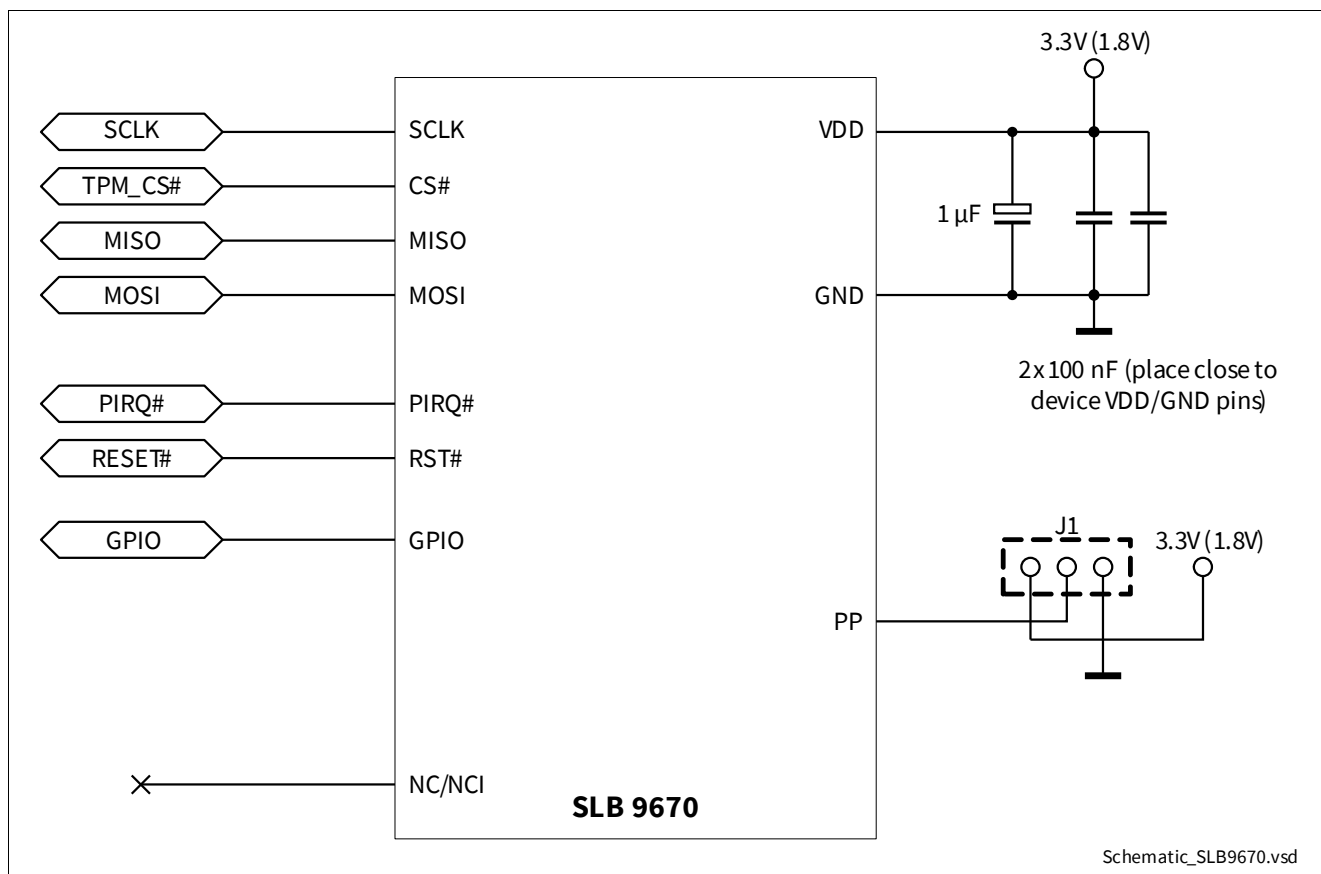 3.3V (1.8V)
SCLK
SCLK
VDD
TPM_CS#
CS#
1 µF
MISO
MISO
MOSI
MOSI
GND
2x100 nF (place close to
device VDD/GND pins)
PIRQ#
PIRQ#
RESET#
RST#
J1
GPIO
GPIO
3.3V (1.8V)
PP
NC/NCI
SLB 9670
Schematic_SLB9670.vsd